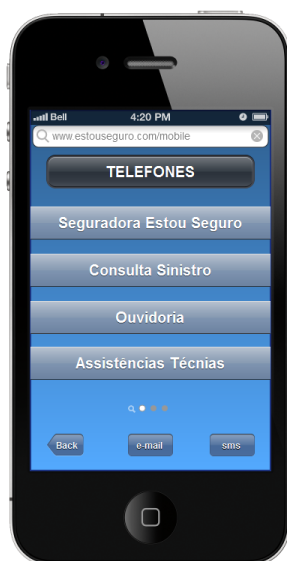 Bell 4:20 PM
www.estouseguro.com/mobile
TELEFONES
Seguradora Estou Seguro
Consulta Sinistro
Ouvidoria
Assistências Técnias
Back e-mail sms